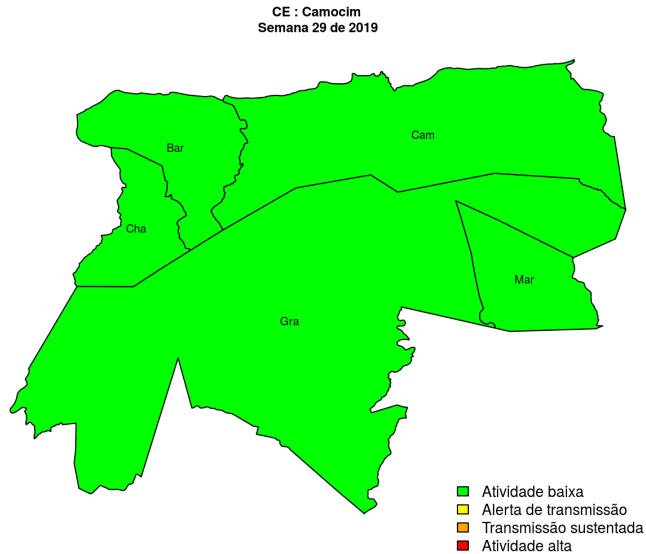 CE : Camocim
Semana 29 de 2019
Bar
Cam
Cha
Mar
Gra
Atividade baixa
Alerta de transmissão
Transmissão sustentada
Atividade alta